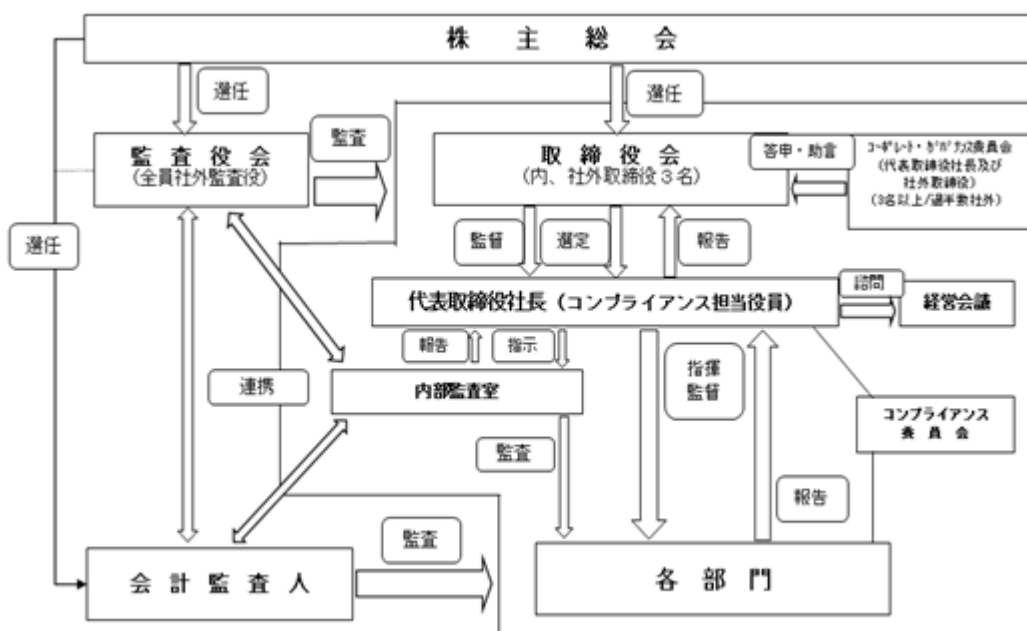 株主総会
選任
選任
監査役会
(全員社外監査役)
監査
取締役会
(内、社外取締役3名)
答申・助言
ｺｰﾎﾟﾚｰﾄ・ｶﾞﾊﾞﾅﾝｽ委員会
(代表取締役社長及び
社外取締役)
(3名以上/過半数社外)
選任
監督
選定
報告
代表取締役社長（コンプライアンス担当役員）
諮問
経営会議
報告
指示
連携
内部監査室
指揮
監督
コンプライアンス
委員会
監査
報告
会計監査人
監査
各部門